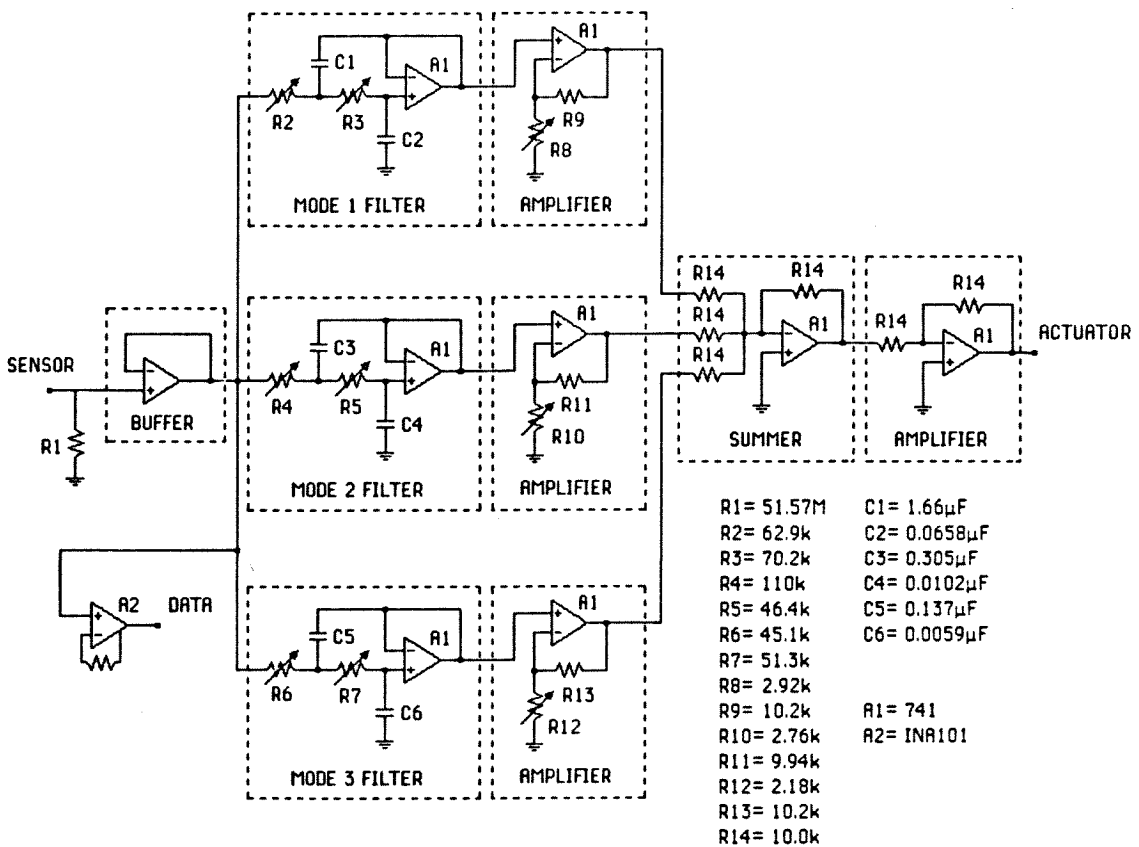 A1
C1
A1
R2
R3
C2
R9
R8
MODE 1 FILTER
AMPLIFIER
R14
R14
A1
C3
A1
R14
A1
R14
A1
ACTUATOR
SENSOR
R14
R14
R4
R5
C4
R11
R10
BUFFER
SUMMER
AMPLIFIER
R1
MODE 2 FILTER
AMPLIFIER
R1= 51.57M
R2= 62.9k
R3= 70.2k
R4= 110k
R5= 46.4k
R6= 45.1k
R7= 51.3k
R8= 2.92k
R9= 10.2k
R10= 2.76k
R11= 9.94k
R12= 2.18k
R13= 10.2k
R14= 10.0k
C1= 1.66µF
C2= 0.0658µF
C3= 0.305µF
C4= 0.0102µF
C5= 0.137µF
C6= 0.0059µF
A1= 741
A2= INA101
A2
DATA
A1
C5
A1
R6
R7
C6
R13
R12
MODE 3 FILTER
AMPLIFIER